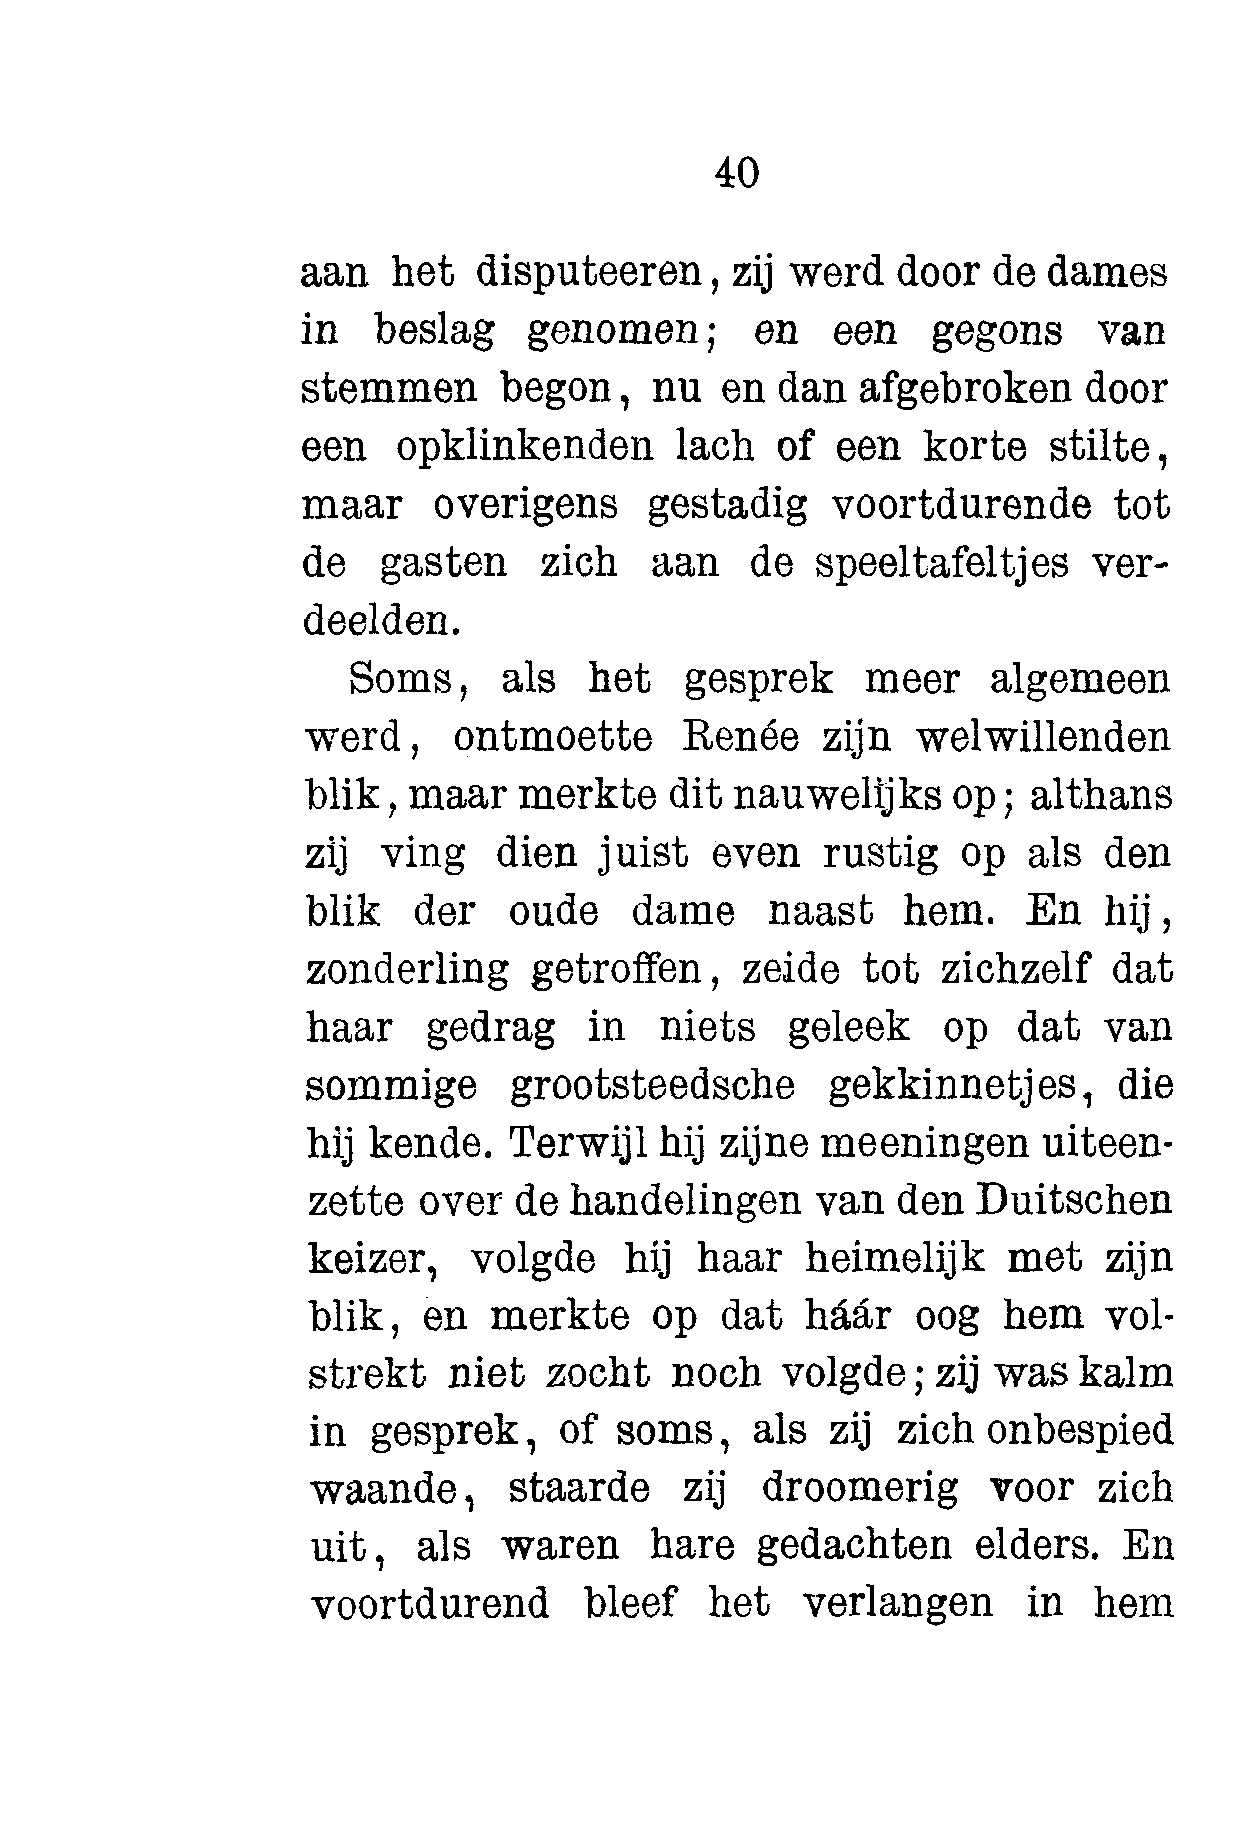 40
aan het disputeeren, zij werd door de dames
in beslag genomen; en een gegons van
stemmen begon, nu en dan afgebroken door
een opklinkenden lach of een korte stilte,
maar overigens gestadig voortdurende tot
de gasten zich aan de speeltafeltjes ver-
deelden.
Soms, als het gesprek meer algemeen
werd, ontmoette Renée zijn welwillenden
blik, maar merkte dit nauwelijks op; althans
zij ving dien juist even rustig op als den
blik der oude dame naast hem. En hij,
zonderling getroffen, zeide tot zichzelf dat
haar gedrag in niets geleek op dat van
sommige grootsteedsche gekkinnetjes, die
hij kende. Terwijl hij zijne meeningen uiteen-
zette over de handelingen van den Duitschen
keizer, volgde hij haar heimelijk met zijn
blik, en merkte op dat háár oog hem vol-
strekt niet zocht noch volgde; zij was kalm
in gesprek, of soms, als zij zich onbespied
waande, staarde zij droomerig voor zich
uit, als waren hare gedachten elders. En
voortdurend bleef het verlangen in hem